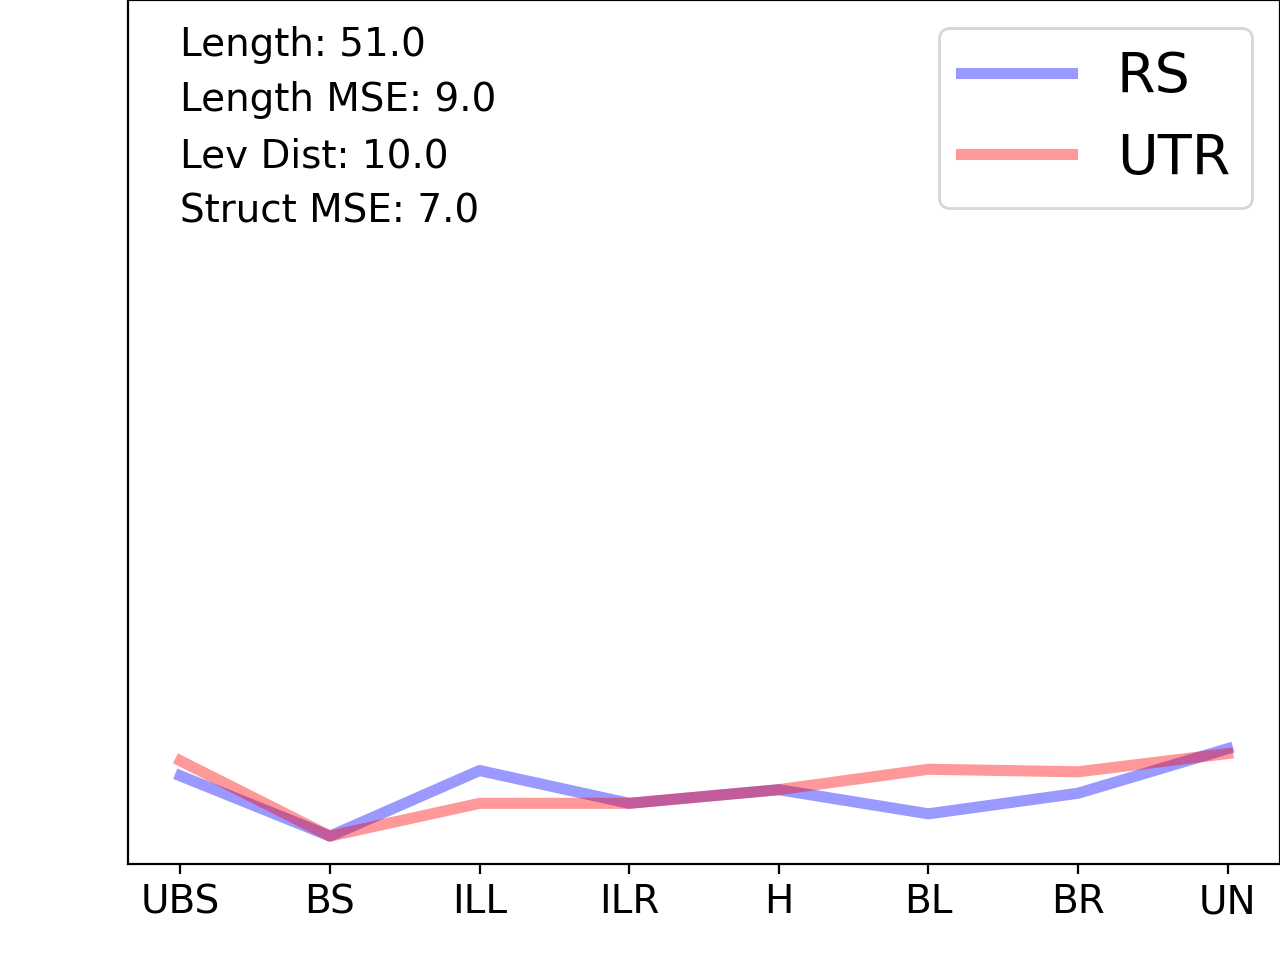 Length: 51.0
Length MSE: 9.0
Lev Dist: 10.0
Struct MSE: 7.0
RS
UTR
UBS BS ILL ILR H BL BR UN